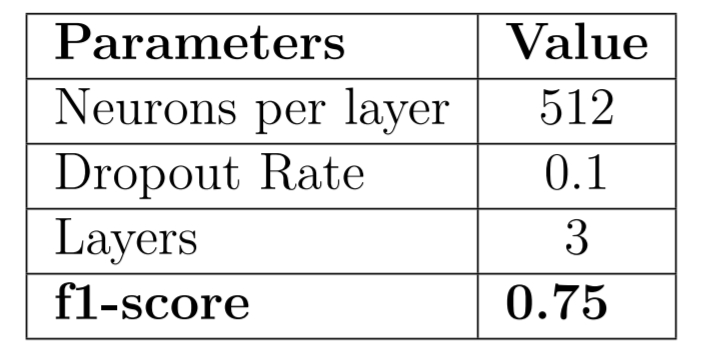 Parameters Value
Neurons per layer 512
Dropout Rate 0.1
Layers 3
f1-score 0.75